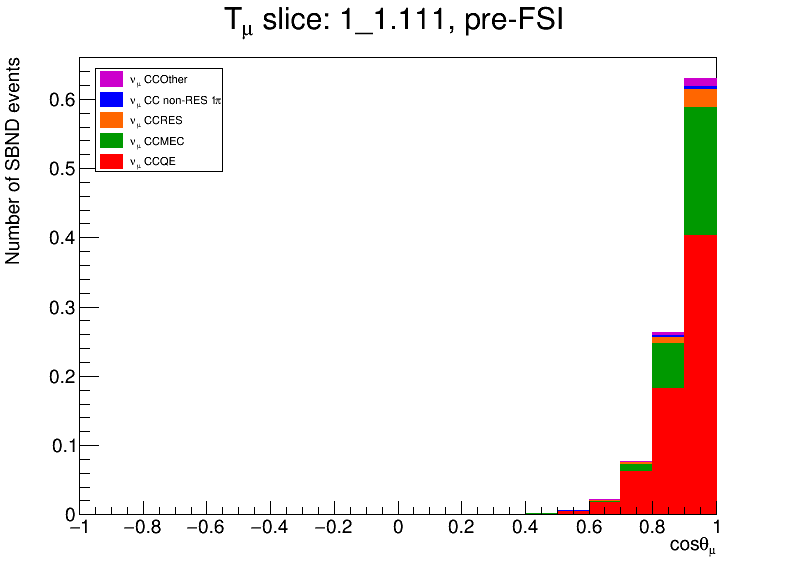 Tμ slice: 1_1.111, pre-FSI
Number of SBND events
νμ CCOther
νμ CC non-RES 1π
νμ CCRES
νμ CCMEC
νμ CCQE
0.6
0.5
0.4
0.3
0.2
0.1
0
−1 −0.8 −0.6 −0.4 −0.2 0 0.2 0.4 0.6 0.8 1
cosθμ